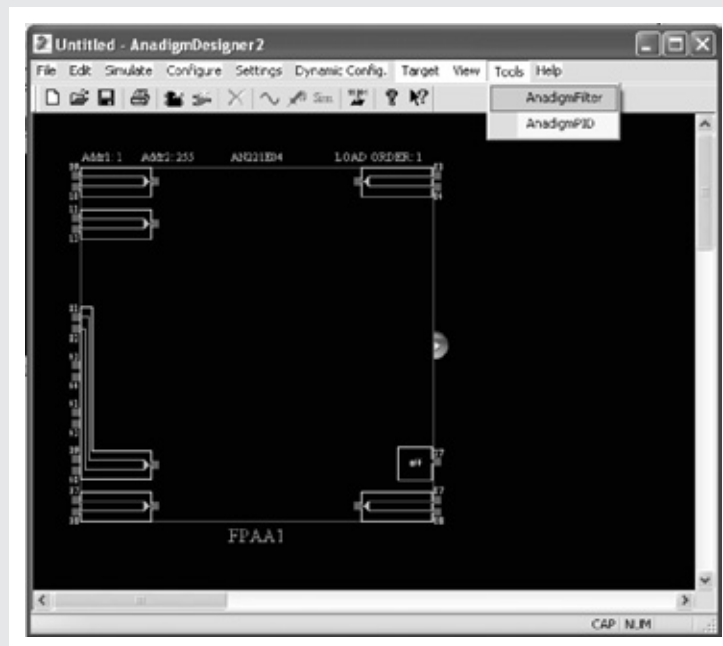 Untitled - AnadigmDesigner2
File Edit Simulate Configure Settings Dynamic Config. Target View Tools Help
Sim
AnadigmFilter
AnadigmPID
Addr1: 1 Addr2: 255 AN221E04 LOAD ORDER: 1
FPAA1
CAP NUM